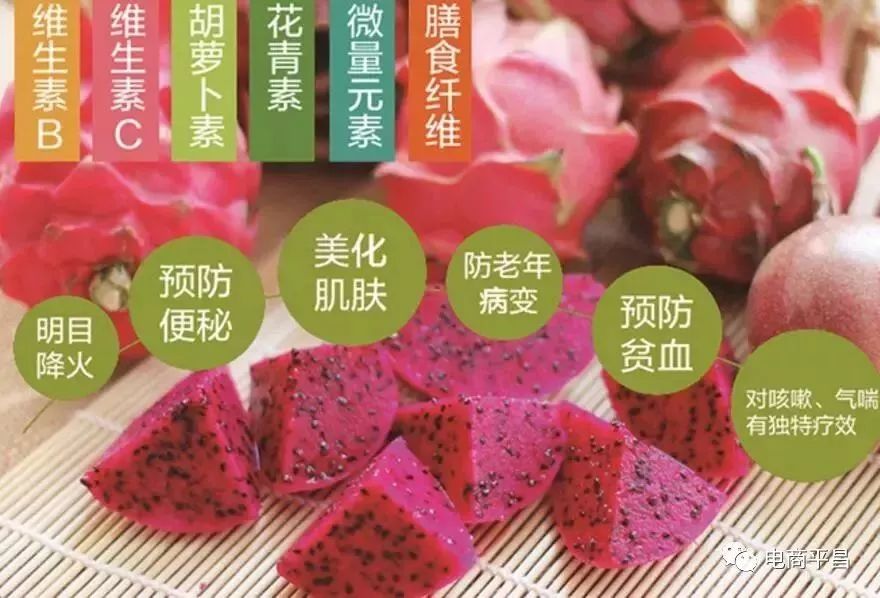 维生素B
维生素C
胡萝卜素
花青素
微量元素
膳食纤维
明目
降火
预防
便秘
美化
肌肤
防老年
病变
预防
贫血
对咳嗽、气喘
有独特疗效
电商平昌